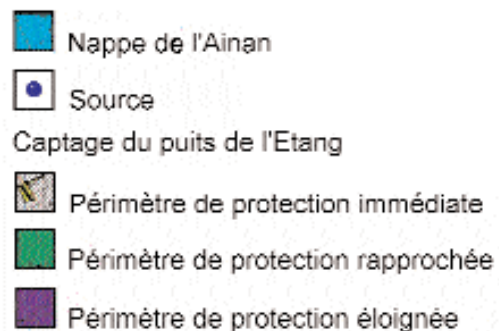 Nappe de l'Ainan
Source
Captage du puits de l'Etang
Périmètre de protection immédiate
Périmètre de protection rapprochée
Périmètre de protection éloignée